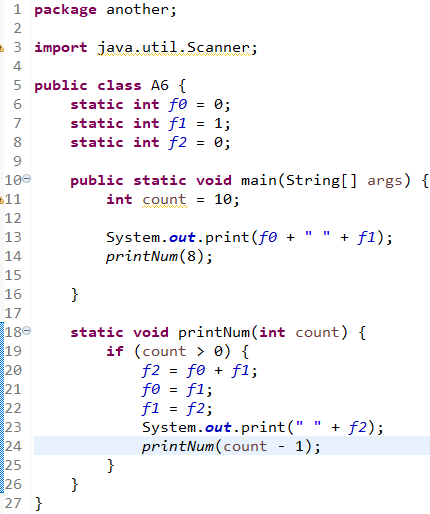 1 package another;
2
3 import java.util.Scanner;
4
5 public class A6 {
6     static int f0 = 0;
7     static int f1 = 1;
8     static int f2 = 0;
9
10     public static void main(String[] args) {
11         int count = 10;
12
13         System.out.print(f0 + " " + f1);
14         printNum(8);
15
16     }
17
18     static void printNum(int count) {
19         if (count > 0) {
20             f2 = f0 + f1;
21             f0 = f1;
22             f1 = f2;
23             System.out.print(" " + f2);
24             printNum(count - 1);
25         }
26     }
27 }